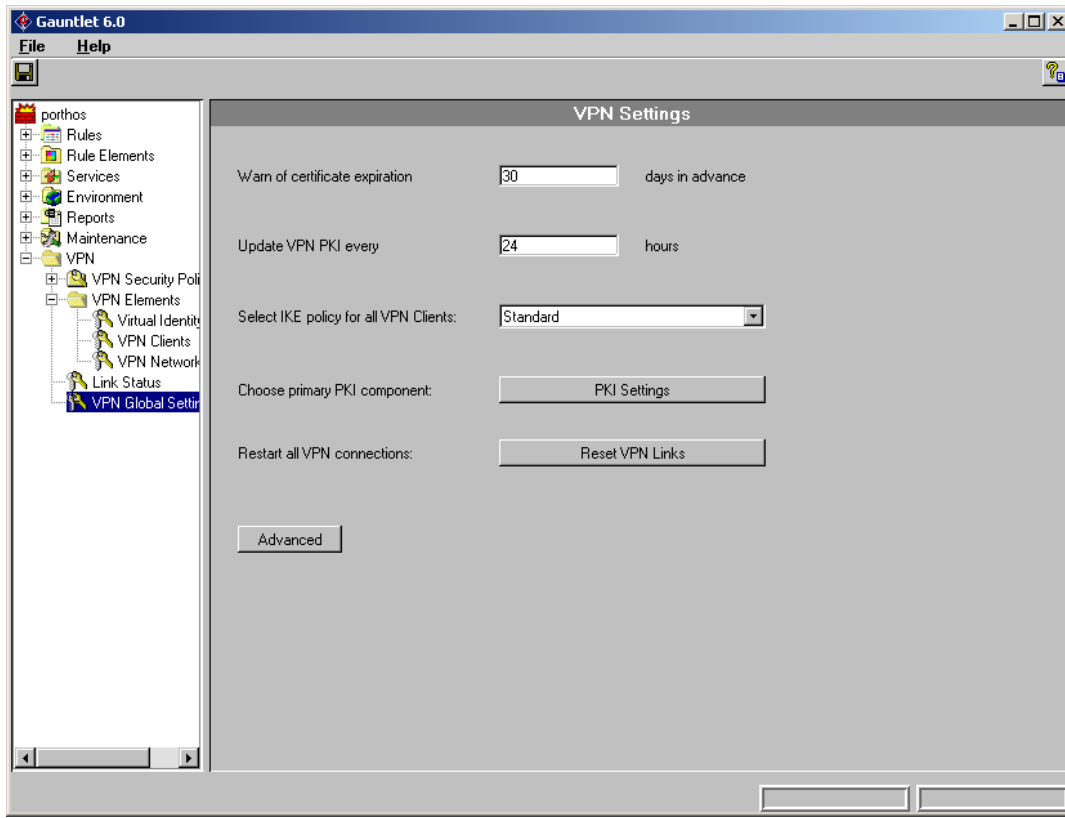 Gauntlet 6.0
File Help
porthos
Rules
Rule Elements
Services
Environment
Reports
Maintenance
VPN
VPN Security Poli
VPN Elements
Virtual Identity
VPN Clients
VPN Network
Link Status
VPN Global Settin
VPN Settings
Warn of certificate expiration 30 days in advance
Update VPN PKI every 24 hours
Select IKE policy for all VPN Clients: Standard
Choose primary PKI component: PKI Settings
Restart all VPN connections: Reset VPN Links
Advanced